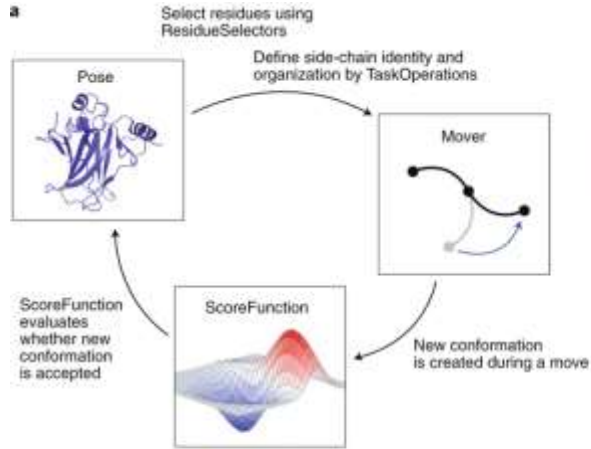 a
Select residues using
ResidueSelectors
Define side-chain identity and
organization by TaskOperations
Pose
Mover
ScoreFunction
evaluates
whether new
conformation
is accepted
ScoreFunction
New conformation
is created during a move